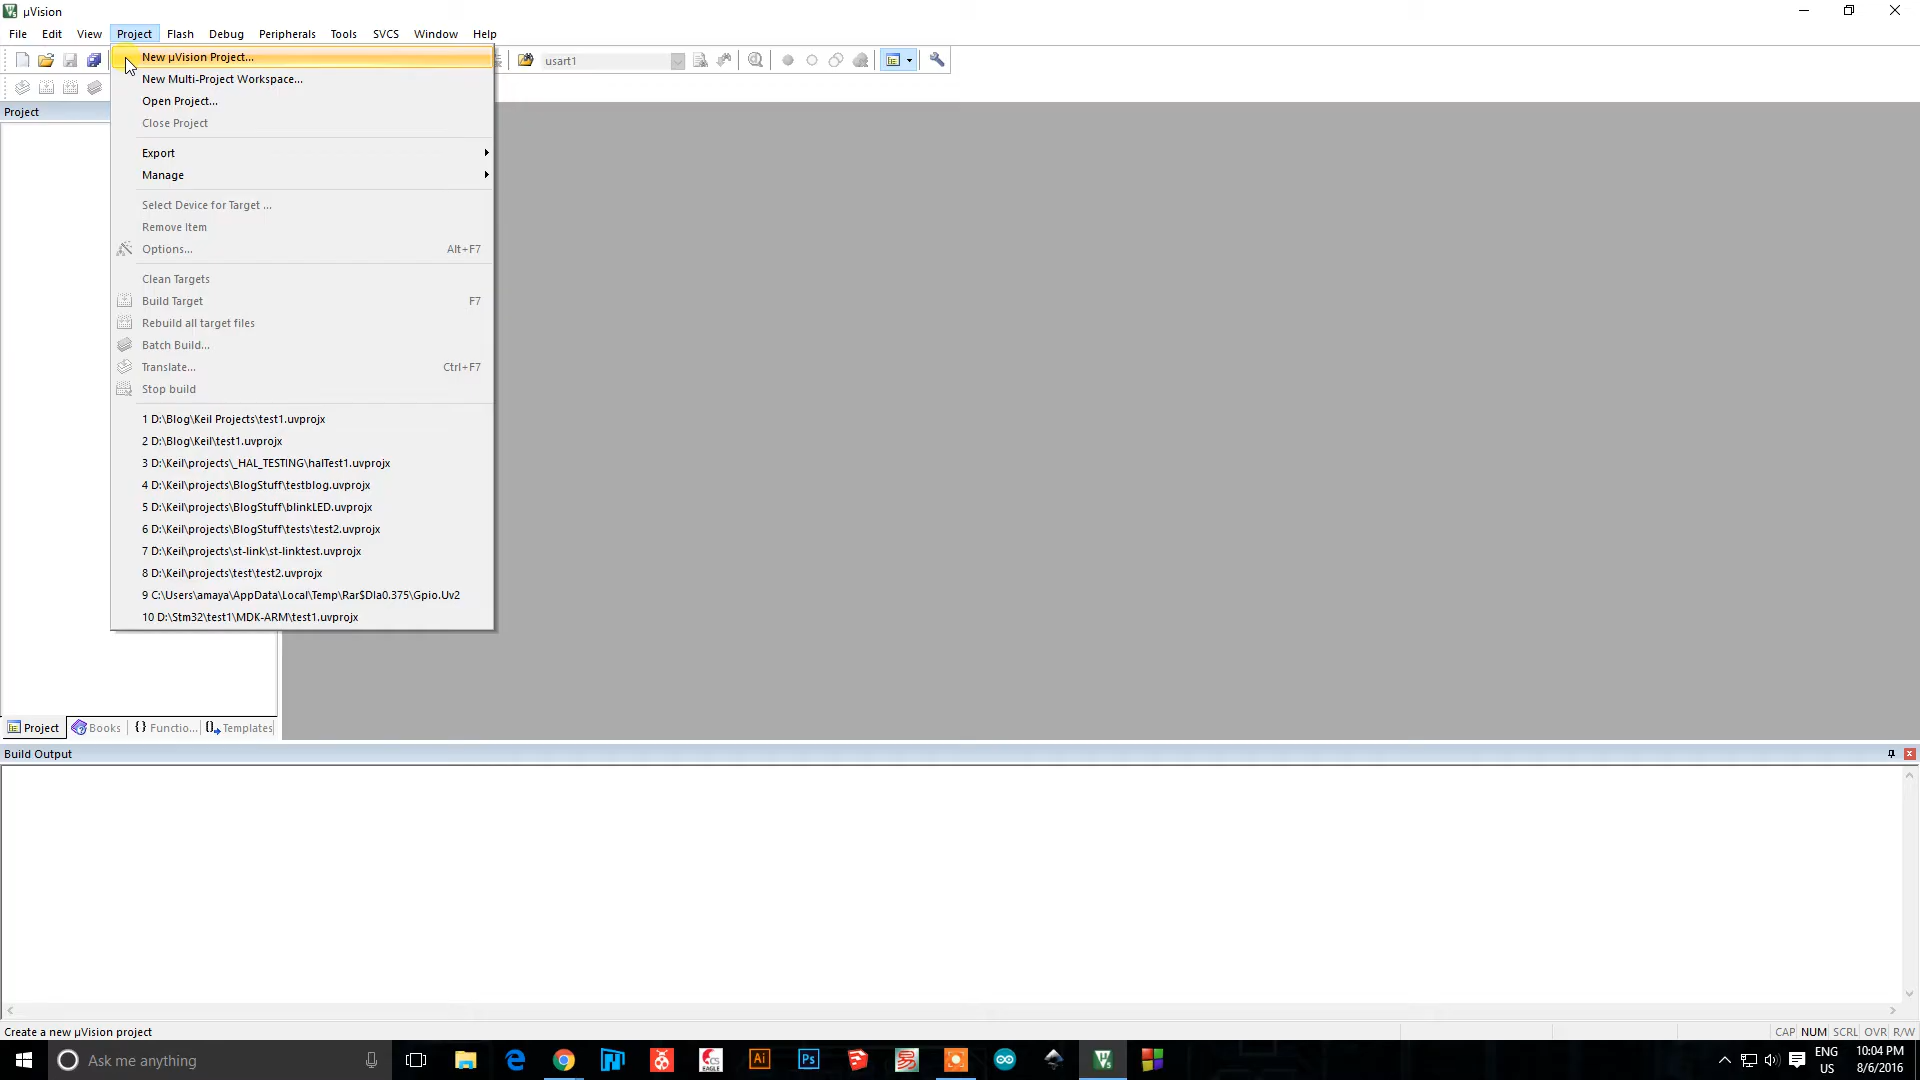 µVision
File Edit View Project Flash Debug Peripherals Tools SVCS Window Help
New µVision Project...
usart1
New Multi-Project Workspace...
Open Project...
Project
Close Project
Export
Manage
Select Device for Target ...
Remove Item
Options... Alt+F7
Clean Targets
Build Target F7
Rebuild all target files
Batch Build...
Translate... Ctrl+F7
Stop build
1 D:\Blog\Keil Projects\test1.uvprojx
2 D:\Blog\Keil\test1.uvprojx
3 D:\Keil\projects\_HAL_TESTING\halTest1.uvprojx
4 D:\Keil\projects\BlogStuff\testblog.uvprojx
5 D:\Keil\projects\BlogStuff\blinkLED.uvprojx
6 D:\Keil\projects\BlogStuff\tests\test2.uvprojx
7 D:\Keil\projects\st-link\st-linktest.uvprojx
8 D:\Keil\projects\test\test2.uvprojx
9 C:\Users\amaya\AppData\Local\Temp\Rar$DIa0.375\Gpio.Uv2
10 D:\Stm32\test1\MDK-ARM\test1.uvprojx
Project Books {} Functio... Templates
Build Output
Create a new µVision project CAP NUM SCRL OVR R/W
Ask me anything
EAGLE Ai Ps 易
ENG 10:04 PM
US 8/6/2016